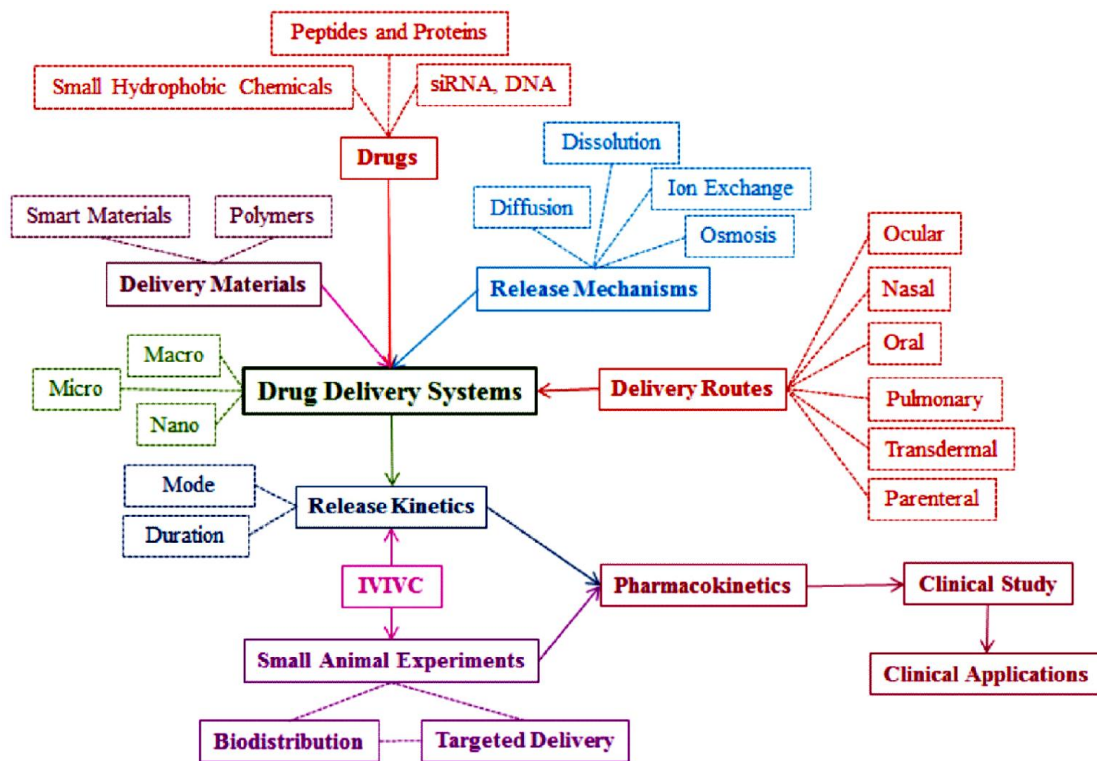 Peptides and Proteins
Small Hydrophobic Chemicals
siRNA, DNA
Drugs
Dissolution
Ion Exchange
Diffusion
Osmosis
Smart Materials
Polymers
Ocular
Delivery Materials
Release Mechanisms
Nasal
Oral
Macro
Micro
Nano
Drug Delivery Systems
Delivery Routes
Pulmonary
Transdermal
Parenteral
Mode
Duration
Release Kinetics
IVIVC
Pharmacokinetics
Clinical Study
Small Animal Experiments
Clinical Applications
Biodistribution
Targeted Delivery